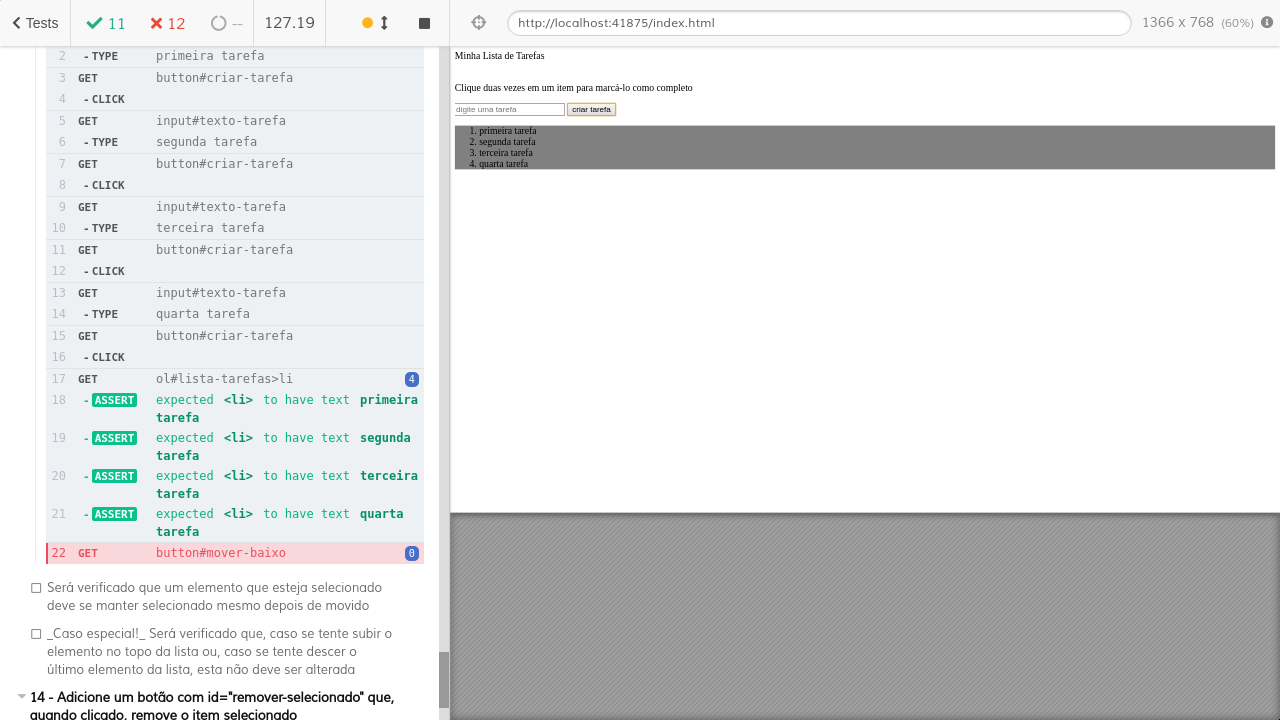 Tests 11 12 -- 127.19
2 - TYPE primeira tarefa
3 GET button#criar-tarefa
4 - CLICK
5 GET input#texto-tarefa
6 - TYPE segunda tarefa
7 GET button#criar-tarefa
8 - CLICK
9 GET input#texto-tarefa
10 - TYPE terceira tarefa
11 GET button#criar-tarefa
12 - CLICK
13 GET input#texto-tarefa
14 - TYPE quarta tarefa
15 GET button#criar-tarefa
16 - CLICK
17 GET ol#lista-tarefas>li 4
18 - ASSERT expected <li> to have text primeira
tarefa
19 - ASSERT expected <li> to have text segunda
tarefa
20 - ASSERT expected <li> to have text terceira
tarefa
21 - ASSERT expected <li> to have text quarta
tarefa
22 GET button#mover-baixo 0
Será verificado que um elemento que esteja selecionado
deve se manter selecionado mesmo depois de movido
_Caso especial!_ Será verificado que, caso se tente subir o
elemento no topo da lista ou, caso se tente descer o
último elemento da lista, esta não deve ser alterada
14 - Adicione um botão com id="remover-selecionado" que,
quando clicado, remove o item selecionado
http://localhost:41875/index.html 1366 x 768 (60%)
Minha Lista de Tarefas
Clique duas vezes em um item para marcá-lo como completo
digite uma tarefa criar tarefa
1. primeira tarefa
2. segunda tarefa
3. terceira tarefa
4. quarta tarefa